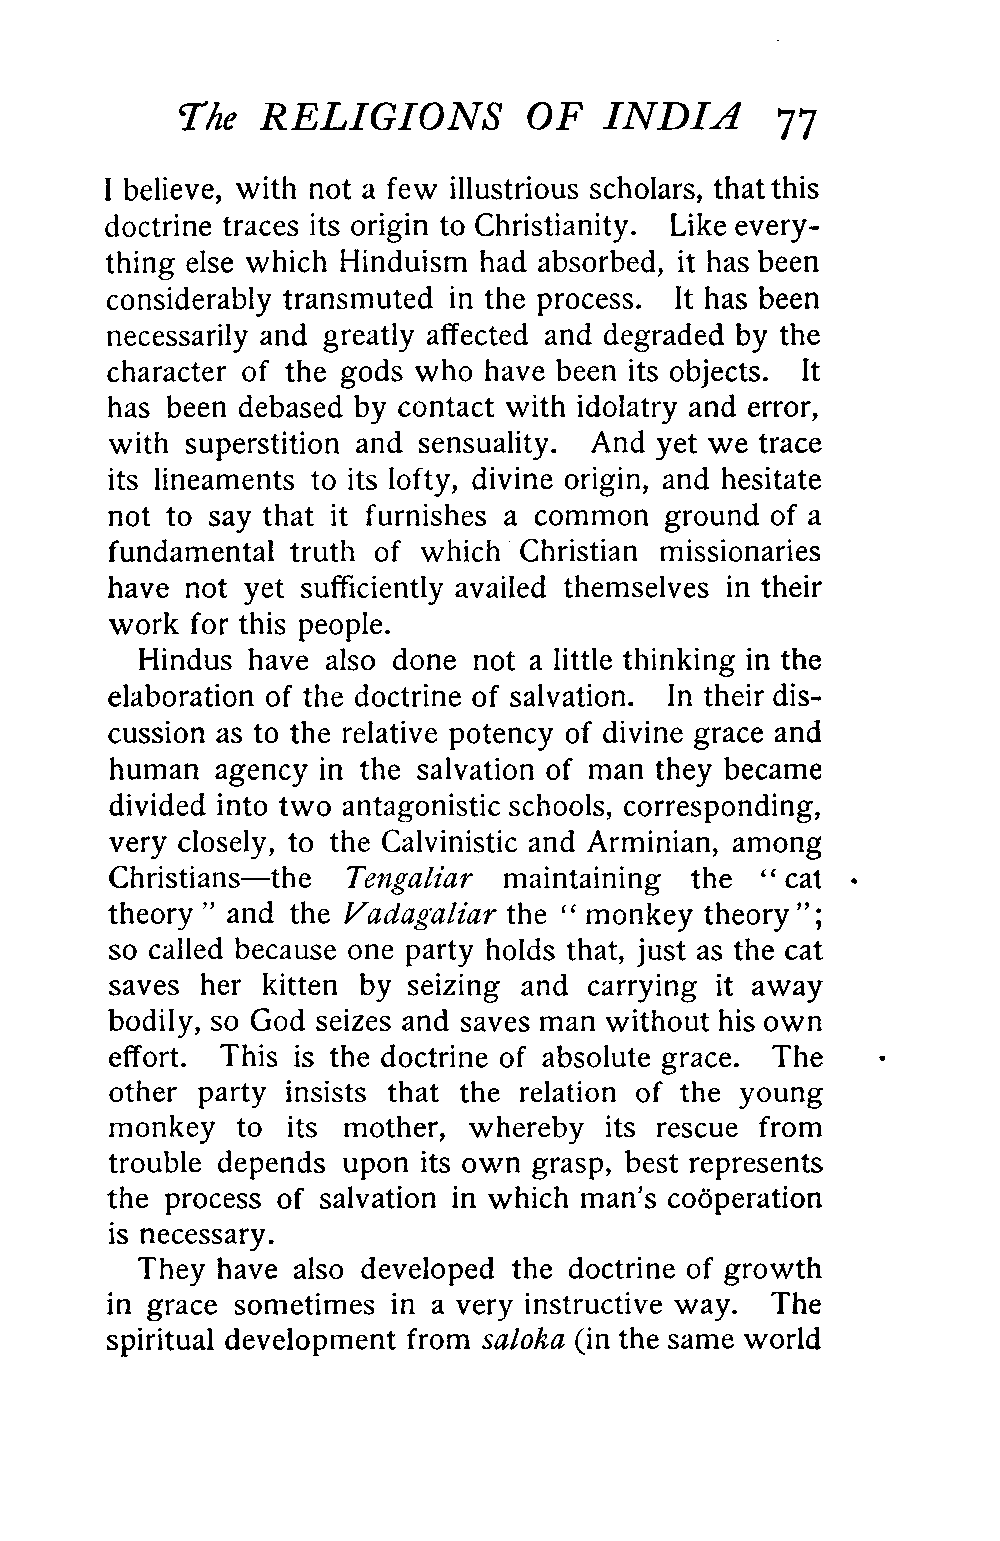 The RELIGIONS OF INDIA 77
I believe, with not a few illustrious scholars, that this
doctrine traces its origin to Christianity. Like every-
thing else which Hinduism had absorbed, it has been
considerably transmuted in the process. It has been
necessarily and greatly affected and degraded by the
character of the gods who have been its objects. It
has been debased by contact with idolatry and error,
with superstition and sensuality. And yet we trace
its lineaments to its lofty, divine origin, and hesitate
not to say that it furnishes a common ground of a
fundamental truth of which Christian missionaries
have not yet sufficiently availed themselves in their
work for this people.
Hindus have also done not a little thinking in the
elaboration of the doctrine of salvation. In their dis-
cussion as to the relative potency of divine grace and
human agency in the salvation of man they became
divided into two antagonistic schools, corresponding,
very closely, to the Calvinistic and Arminian, among
Christians—the Tengaliar maintaining the “ cat
theory ” and the Vadagaliar the “ monkey theory ”;
so called because one party holds that, just as the cat
saves her kitten by seizing and carrying it away
bodily, so God seizes and saves man without his own
effort. This is the doctrine of absolute grace. The
other party insists that the relation of the young
monkey to its mother, whereby its rescue from
trouble depends upon its own grasp, best represents
the process of salvation in which man's coöperation
is necessary.
They have also developed the doctrine of growth
in grace sometimes in a very instructive way. The
spiritual development from saloka (in the same world